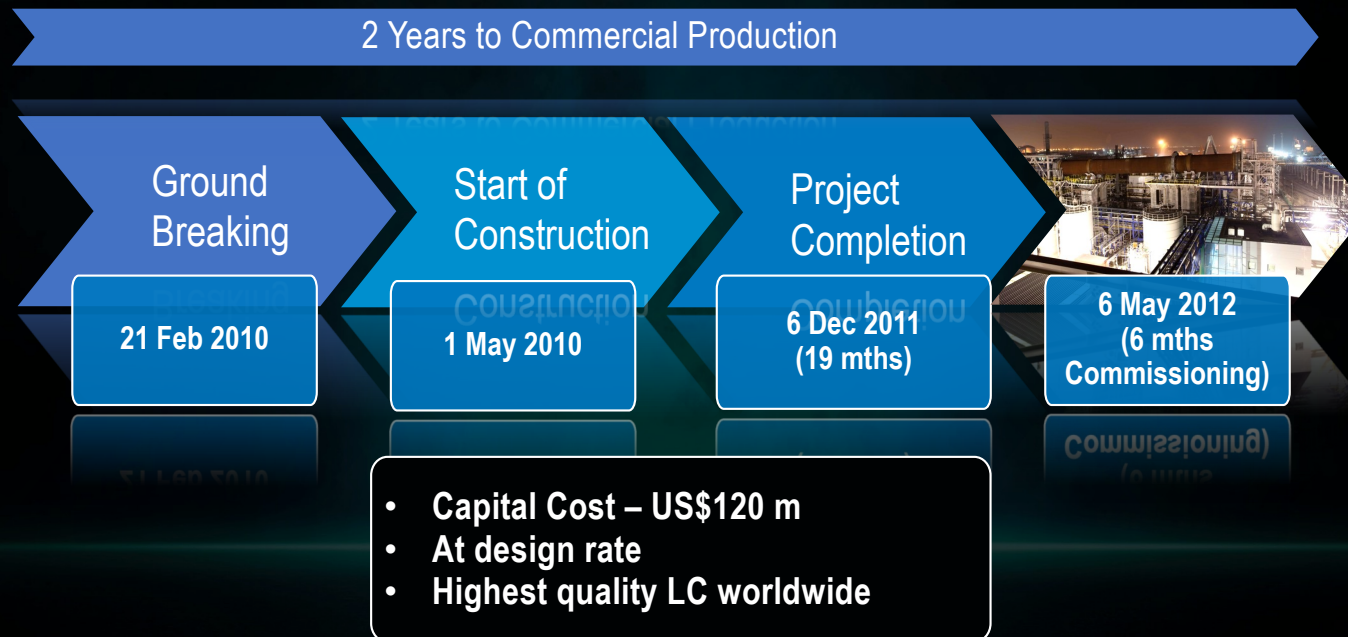 2 Years to Commercial Production
Ground
Breaking
21 Feb 2010
Start of
Construction
1 May 2010
Project
Completion
6 Dec 2011
(19 mths)
6 May 2012
(6 mths
Commissioning)
• Capital Cost – US$120 m
• At design rate
• Highest quality LC worldwide